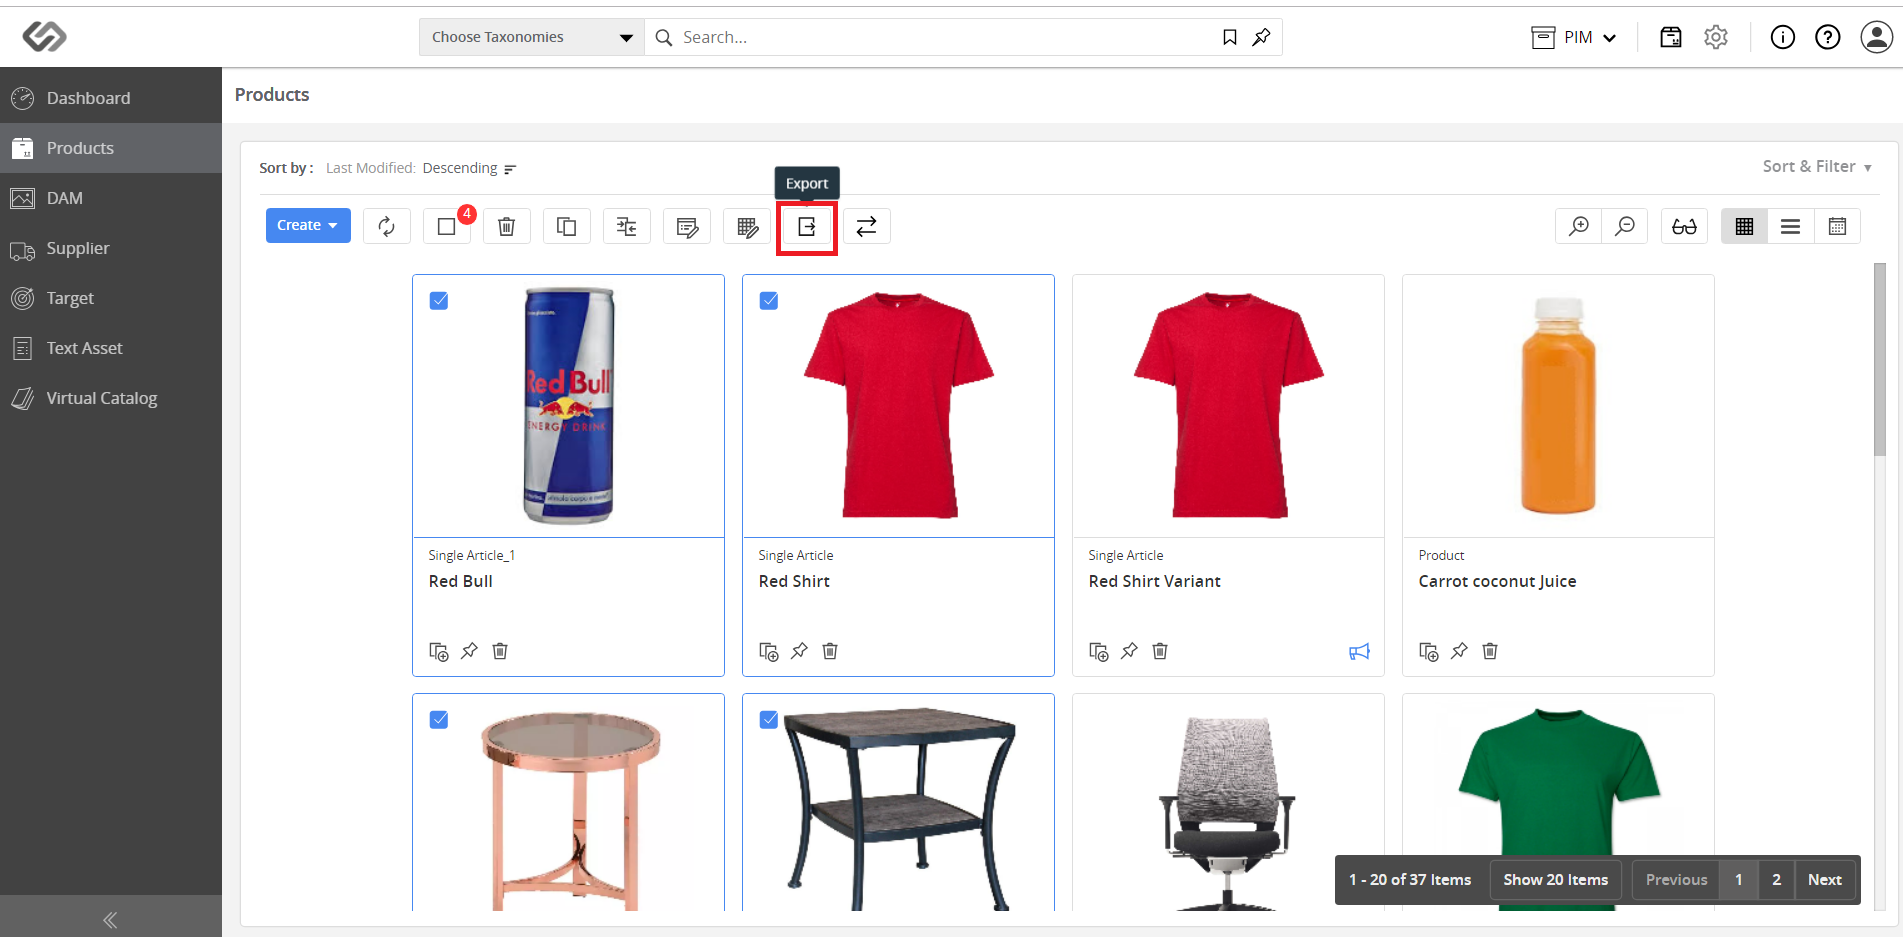 Choose Taxonomies
Search...
PIM
Dashboard
Products
DAM
Supplier
Target
Text Asset
Virtual Catalog
Products
Sort by : Last Modified: Descending
Sort & Filter
Export
Create
4
Red Bull
ENERGY DRINK
Single Article_1
Red Bull
Single Article
Red Shirt
Single Article
Red Shirt Variant
Product
Carrot coconut Juice
1 - 20 of 37 Items
Show 20 Items
Previous 1 2 Next